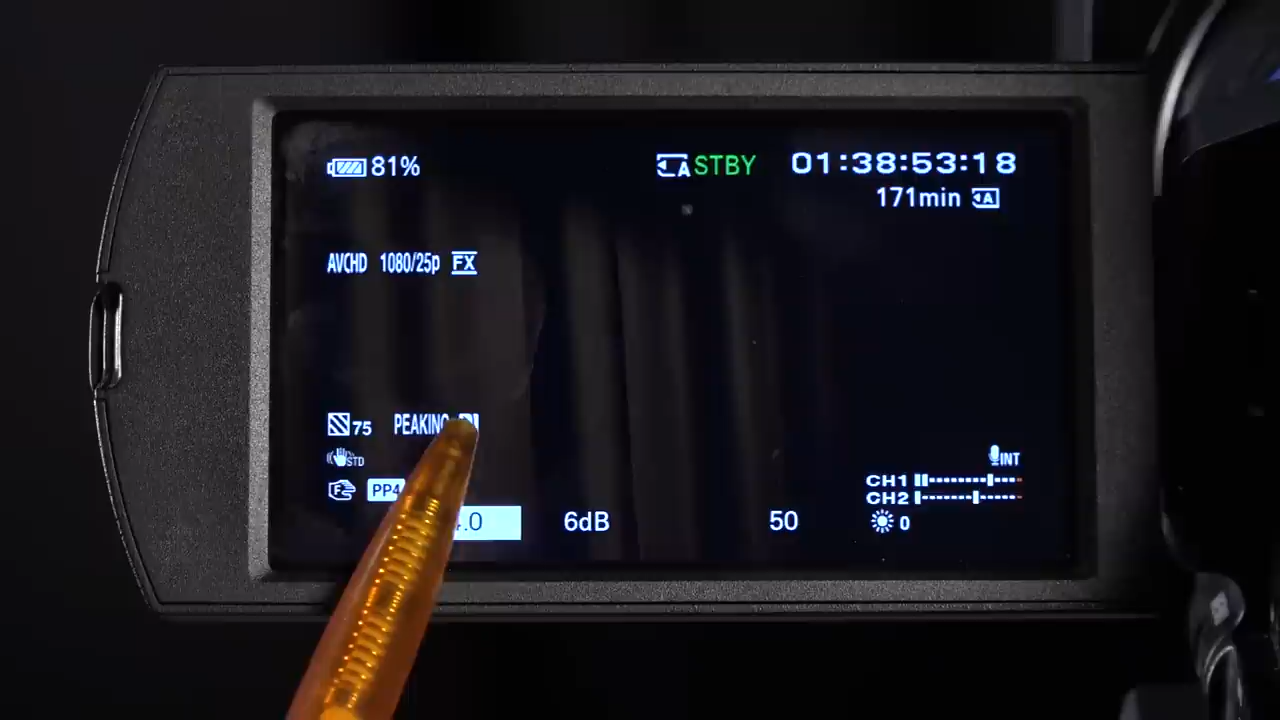 81% A STBY 01:38:53:18
171min A
AVCHD 1080/25p FX
75 PEAKING
STD
INT
F PP4
CH1
CH2
6dB 50 0